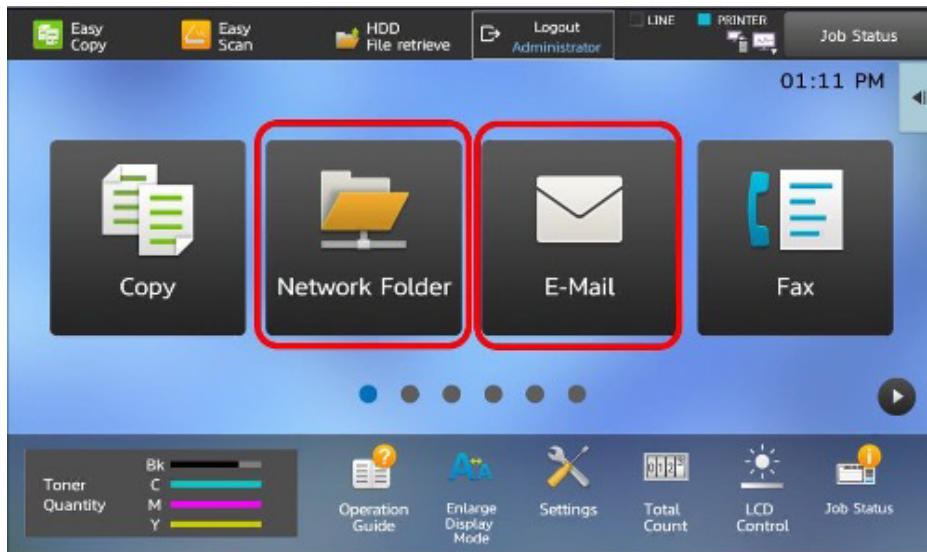 Easy
Copy
Easy
Scan
HDD
File retrieve
Logout
Administrator
LINE
PRINTER
Job Status
01:11 PM
Copy
Network Folder
E-Mail
Fax
Toner
Quantity
Bk
C
M
Y
Operation
Guide
Enlarge
Display
Mode
Settings
Total
Count
LCD
Control
Job Status